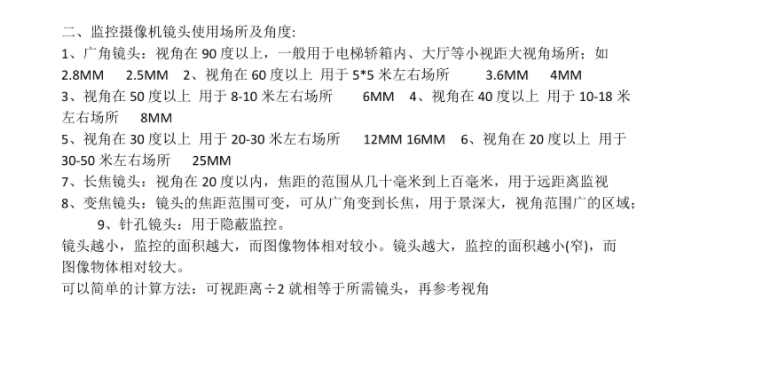 二、监控摄像机镜头使用场所及角度:
1、广角镜头：视角在 90 度以上，一般用于电梯轿箱内、大厅等小视距大视角场所；如
2.8MM 2.5MM 2、视角在 60 度以上 用于 5*5 米左右场所 3.6MM 4MM
3、视角在 50 度以上 用于 8-10 米左右场所 6MM 4、视角在 40 度以上 用于 10-18 米
左右场所 8MM
5、视角在 30 度以上 用于 20-30 米左右场所 12MM 16MM 6、视角在 20 度以上 用于
30-50 米左右场所 25MM
7、长焦镜头：视角在 20 度以内，焦距的范围从几十毫米到上百毫米，用于远距离监视
8、变焦镜头：镜头的焦距范围可变，可从广角变到长焦，用于景深大，视角范围广的区域；
9、针孔镜头：用于隐蔽监控。
镜头越小，监控的面积越大，而图像物体相对较小。镜头越大，监控的面积越小(窄)，而
图像物体相对较大。
可以简单的计算方法：可视距离÷2 就相等于所需镜头，再参考视角